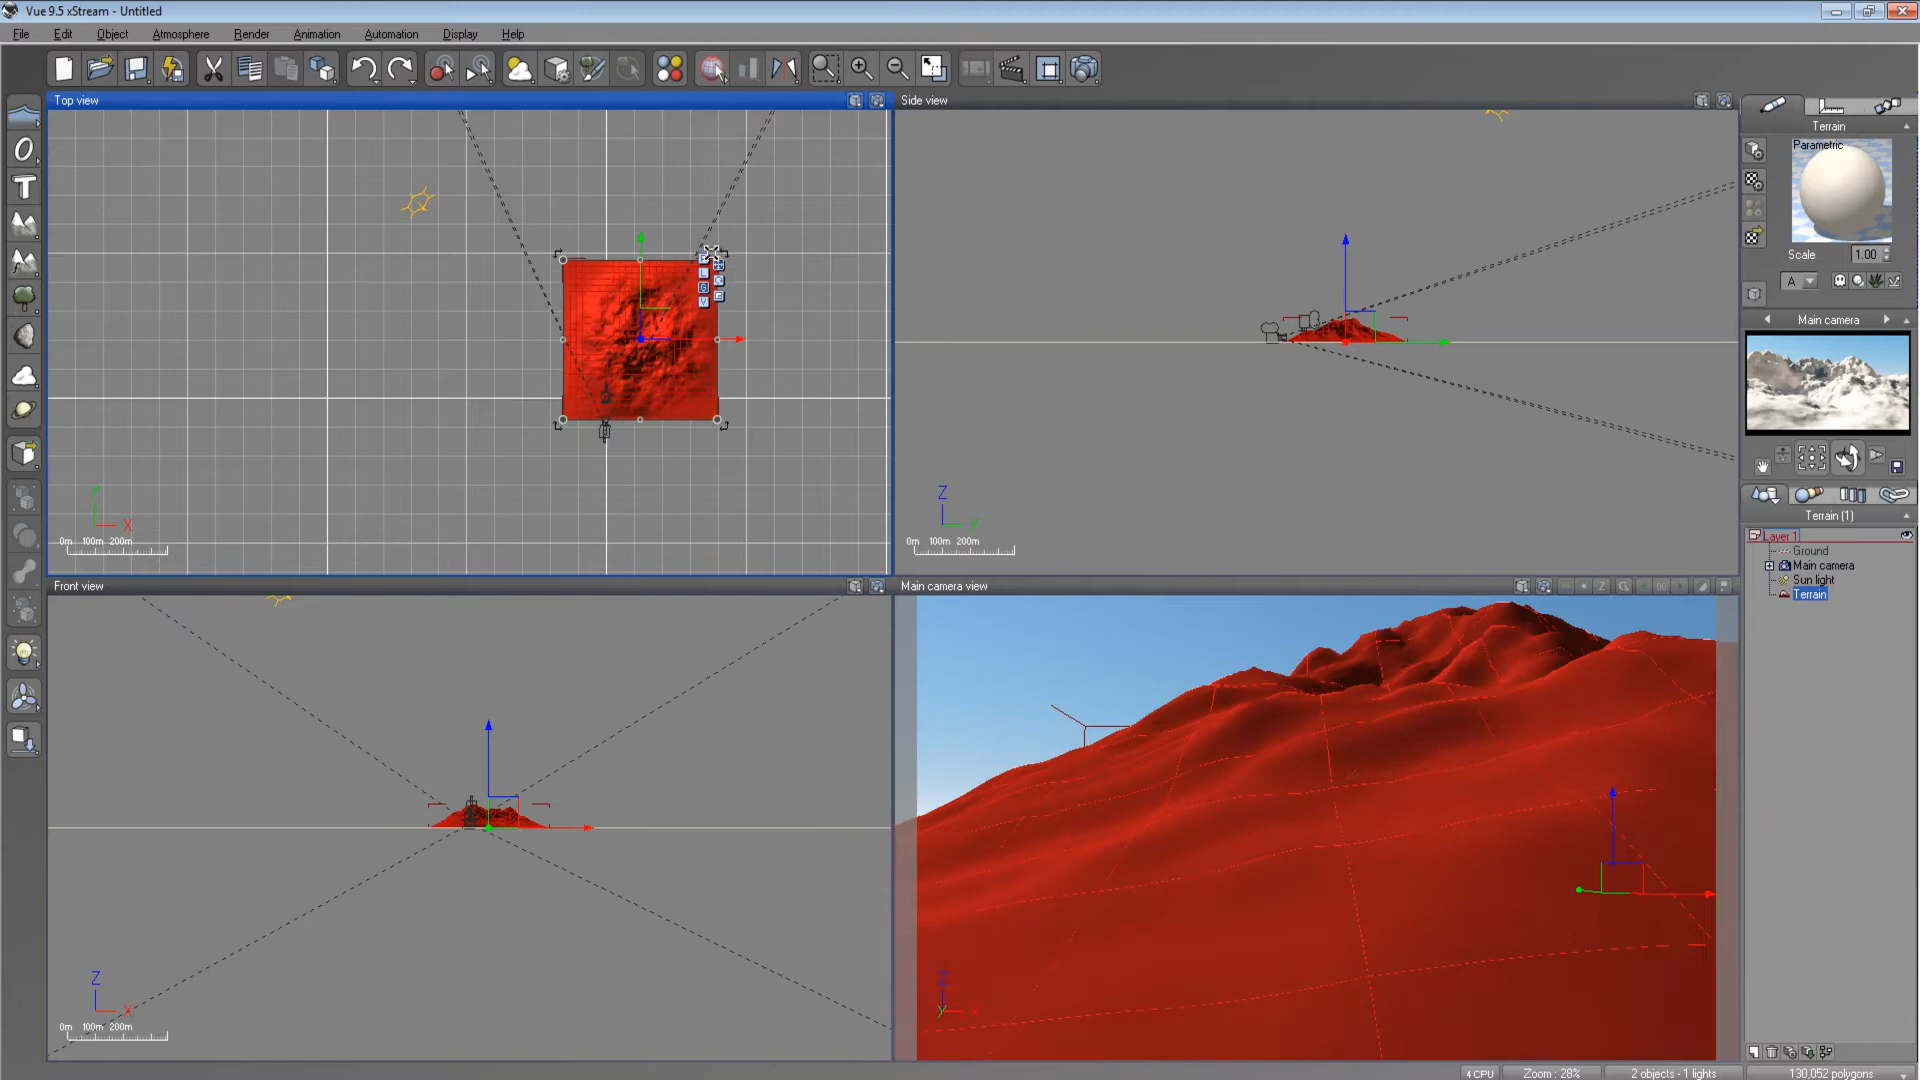 Vue 9.5 xStream - Untitled
File Edit Object Atmosphere Render Animation Automation Display Help
Top view
Side view
Terrain
Parametric
Scale 1.00
A
L
G
V
Main camera
Y
X
0m 100m 200m
Z
Y
0m 100m 200m
Terrain (1)
Layer 1
Ground
Main camera
Sun light
Terrain
Front view
Main camera view
Z
Z
X
0m 100m 200m
Z
Y
X
4 CPU
Zoom : 28%
2 objects - 1 lights
130,052 polygons